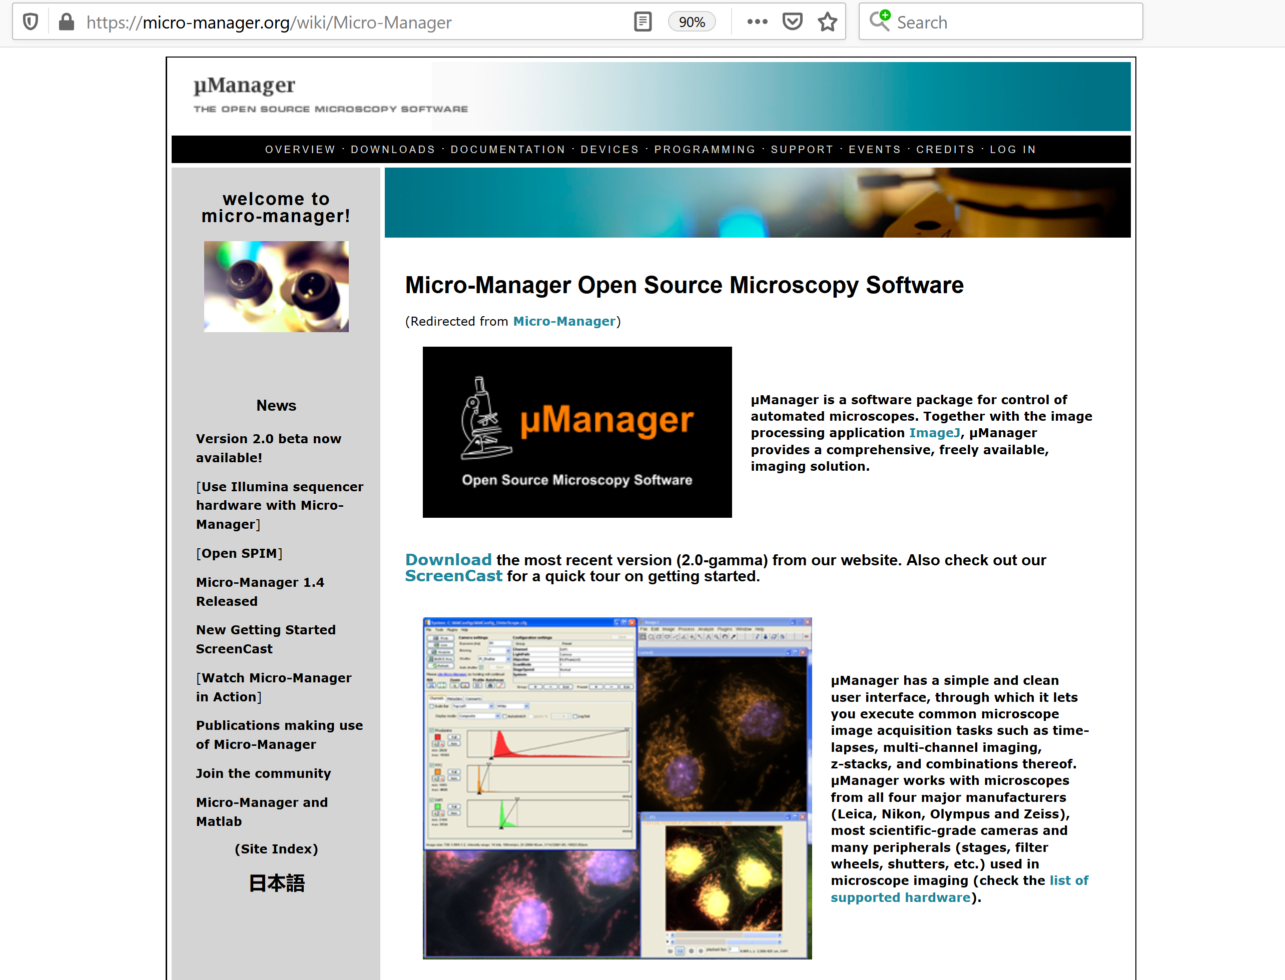 https://micro-manager.org/wiki/Micro-Manager
90%
Search
µManager
THE OPEN SOURCE MICROSCOPY SOFTWARE
OVERVIEW · DOWNLOADS · DOCUMENTATION · DEVICES · PROGRAMMING · SUPPORT · EVENTS · CREDITS · LOG IN
welcome to
micro-manager!
News
Version 2.0 beta now
available!
[Use Illumina sequencer
hardware with Micro-
Manager]
[Open SPIM]
Micro-Manager 1.4
Released
New Getting Started
ScreenCast
[Watch Micro-Manager
in Action]
Publications making use
of Micro-Manager
Join the community
Micro-Manager and
Matlab
(Site Index)
日本語
Micro-Manager Open Source Microscopy Software
(Redirected from Micro-Manager)
µManager
Open Source Microscopy Software
µManager is a software package for control of
automated microscopes. Together with the image
processing application ImageJ, µManager
provides a comprehensive, freely available,
imaging solution.
Download the most recent version (2.0-gamma) from our website. Also check out our
ScreenCast for a quick tour on getting started.
µManager has a simple and clean
user interface, through which it lets
you execute common microscope
image acquisition tasks such as time-
lapses, multi-channel imaging,
z-stacks, and combinations thereof.
µManager works with microscopes
from all four major manufacturers
(Leica, Nikon, Olympus and Zeiss),
most scientific-grade cameras and
many peripherals (stages, filter
wheels, shutters, etc.) used in
microscope imaging (check the list of
supported hardware).